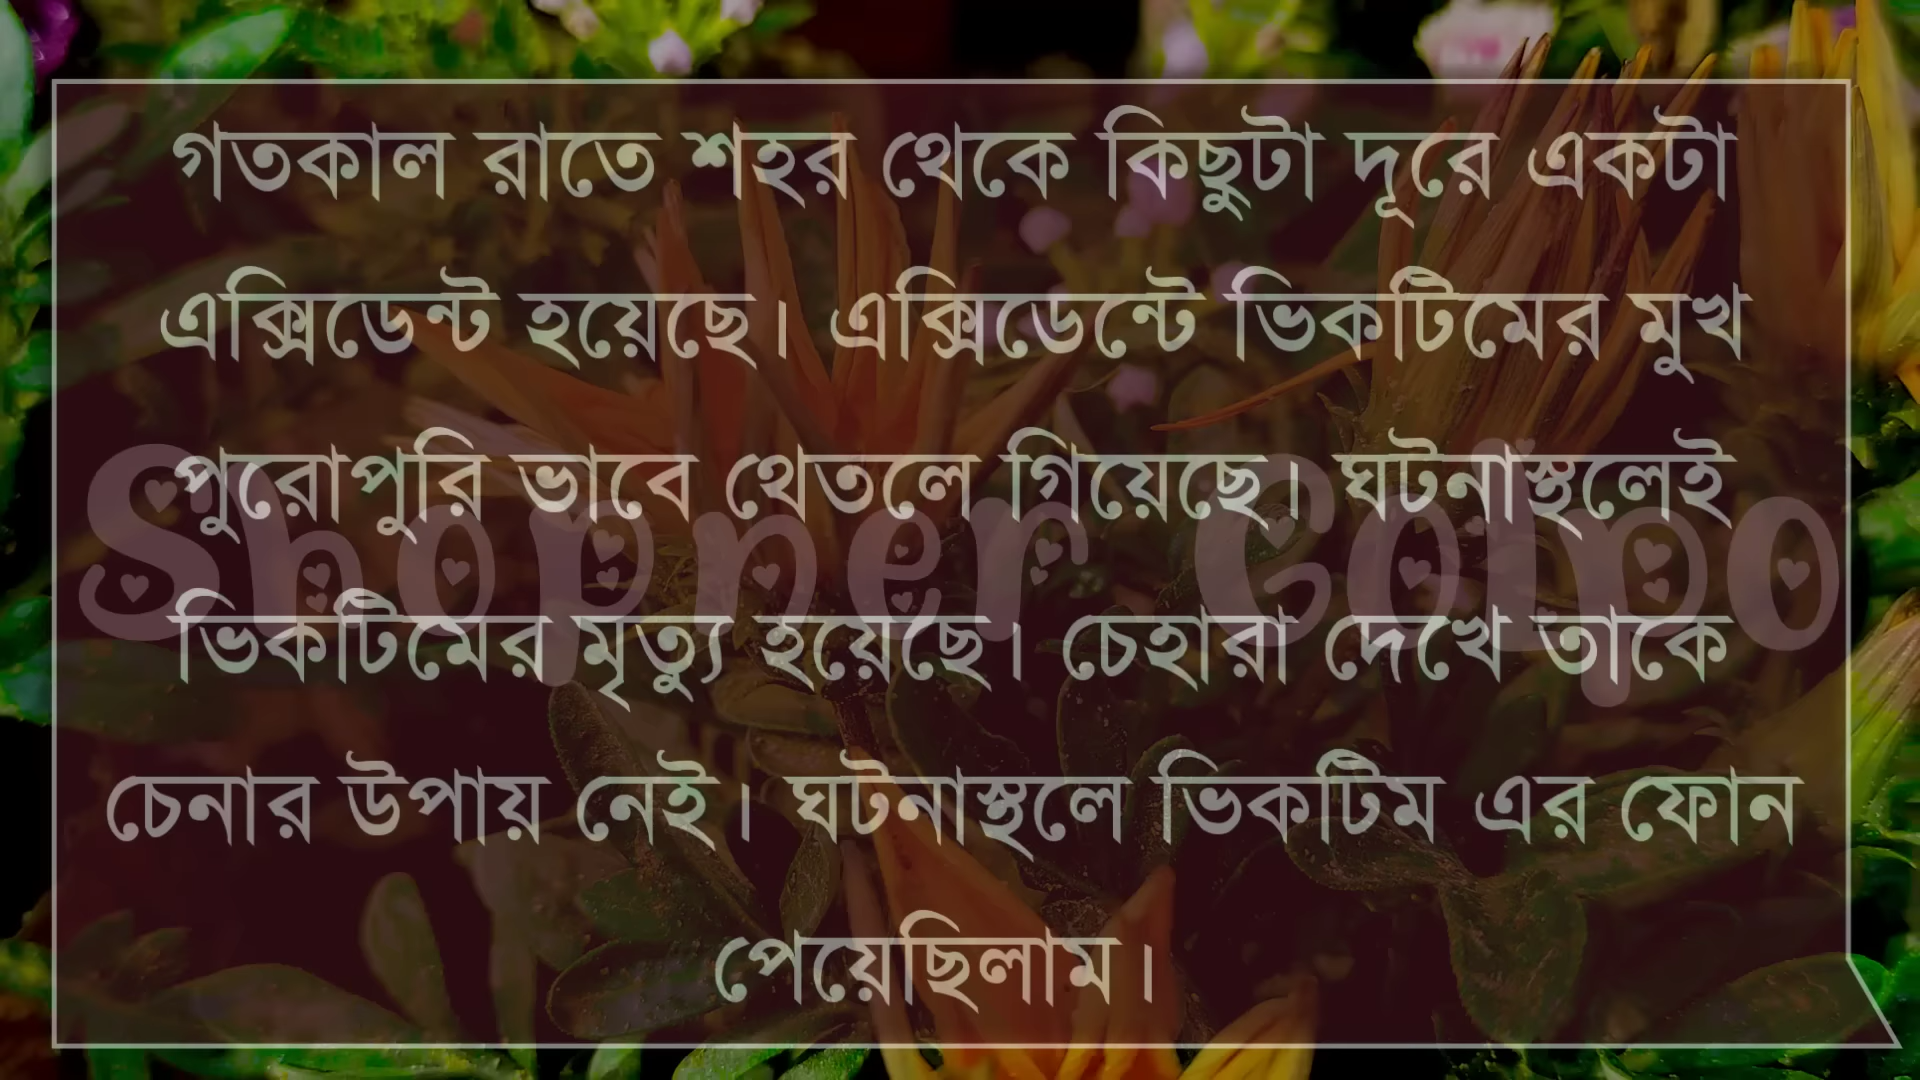 গতকাল রাতে শহর থেকে কিছুটা দূরে একটা
এক্সিডেন্ট হয়েছে। এক্সিডেন্টে ভিকটিমের মুখ
পুরোপুরি ভাবে থেতলে গিয়েছে। ঘটনাস্থলেই
Shopner Golpo
ভিকটিমের মৃত্যু হয়েছে। চেহারা দেখে তাকে
চেনার উপায় নেই। ঘটনাস্থলে ভিকটিম এর ফোন
পেয়েছিলাম।